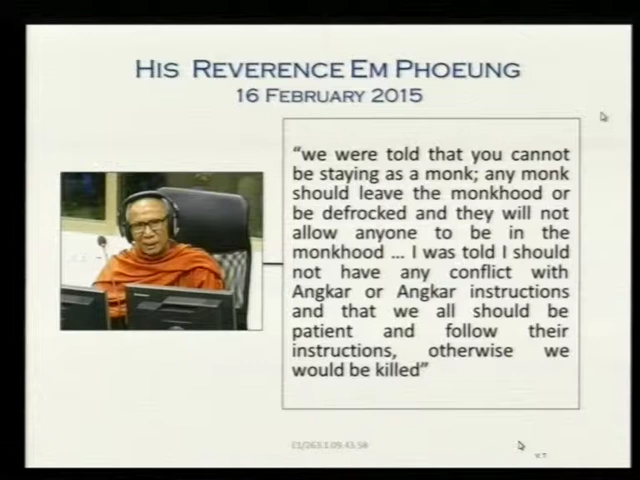 HIS REVERENCE EM PHOEUNG
16 FEBRUARY 2015
“we were told that you cannot
be staying as a monk; any monk
should leave the monkhood or
be defrocked and they will not
allow anyone to be in the
monkhood ... I was told I should
not have any conflict with
Angkar or Angkar instructions
and that we all should be
patient and follow their
instructions, otherwise we
would be killed”